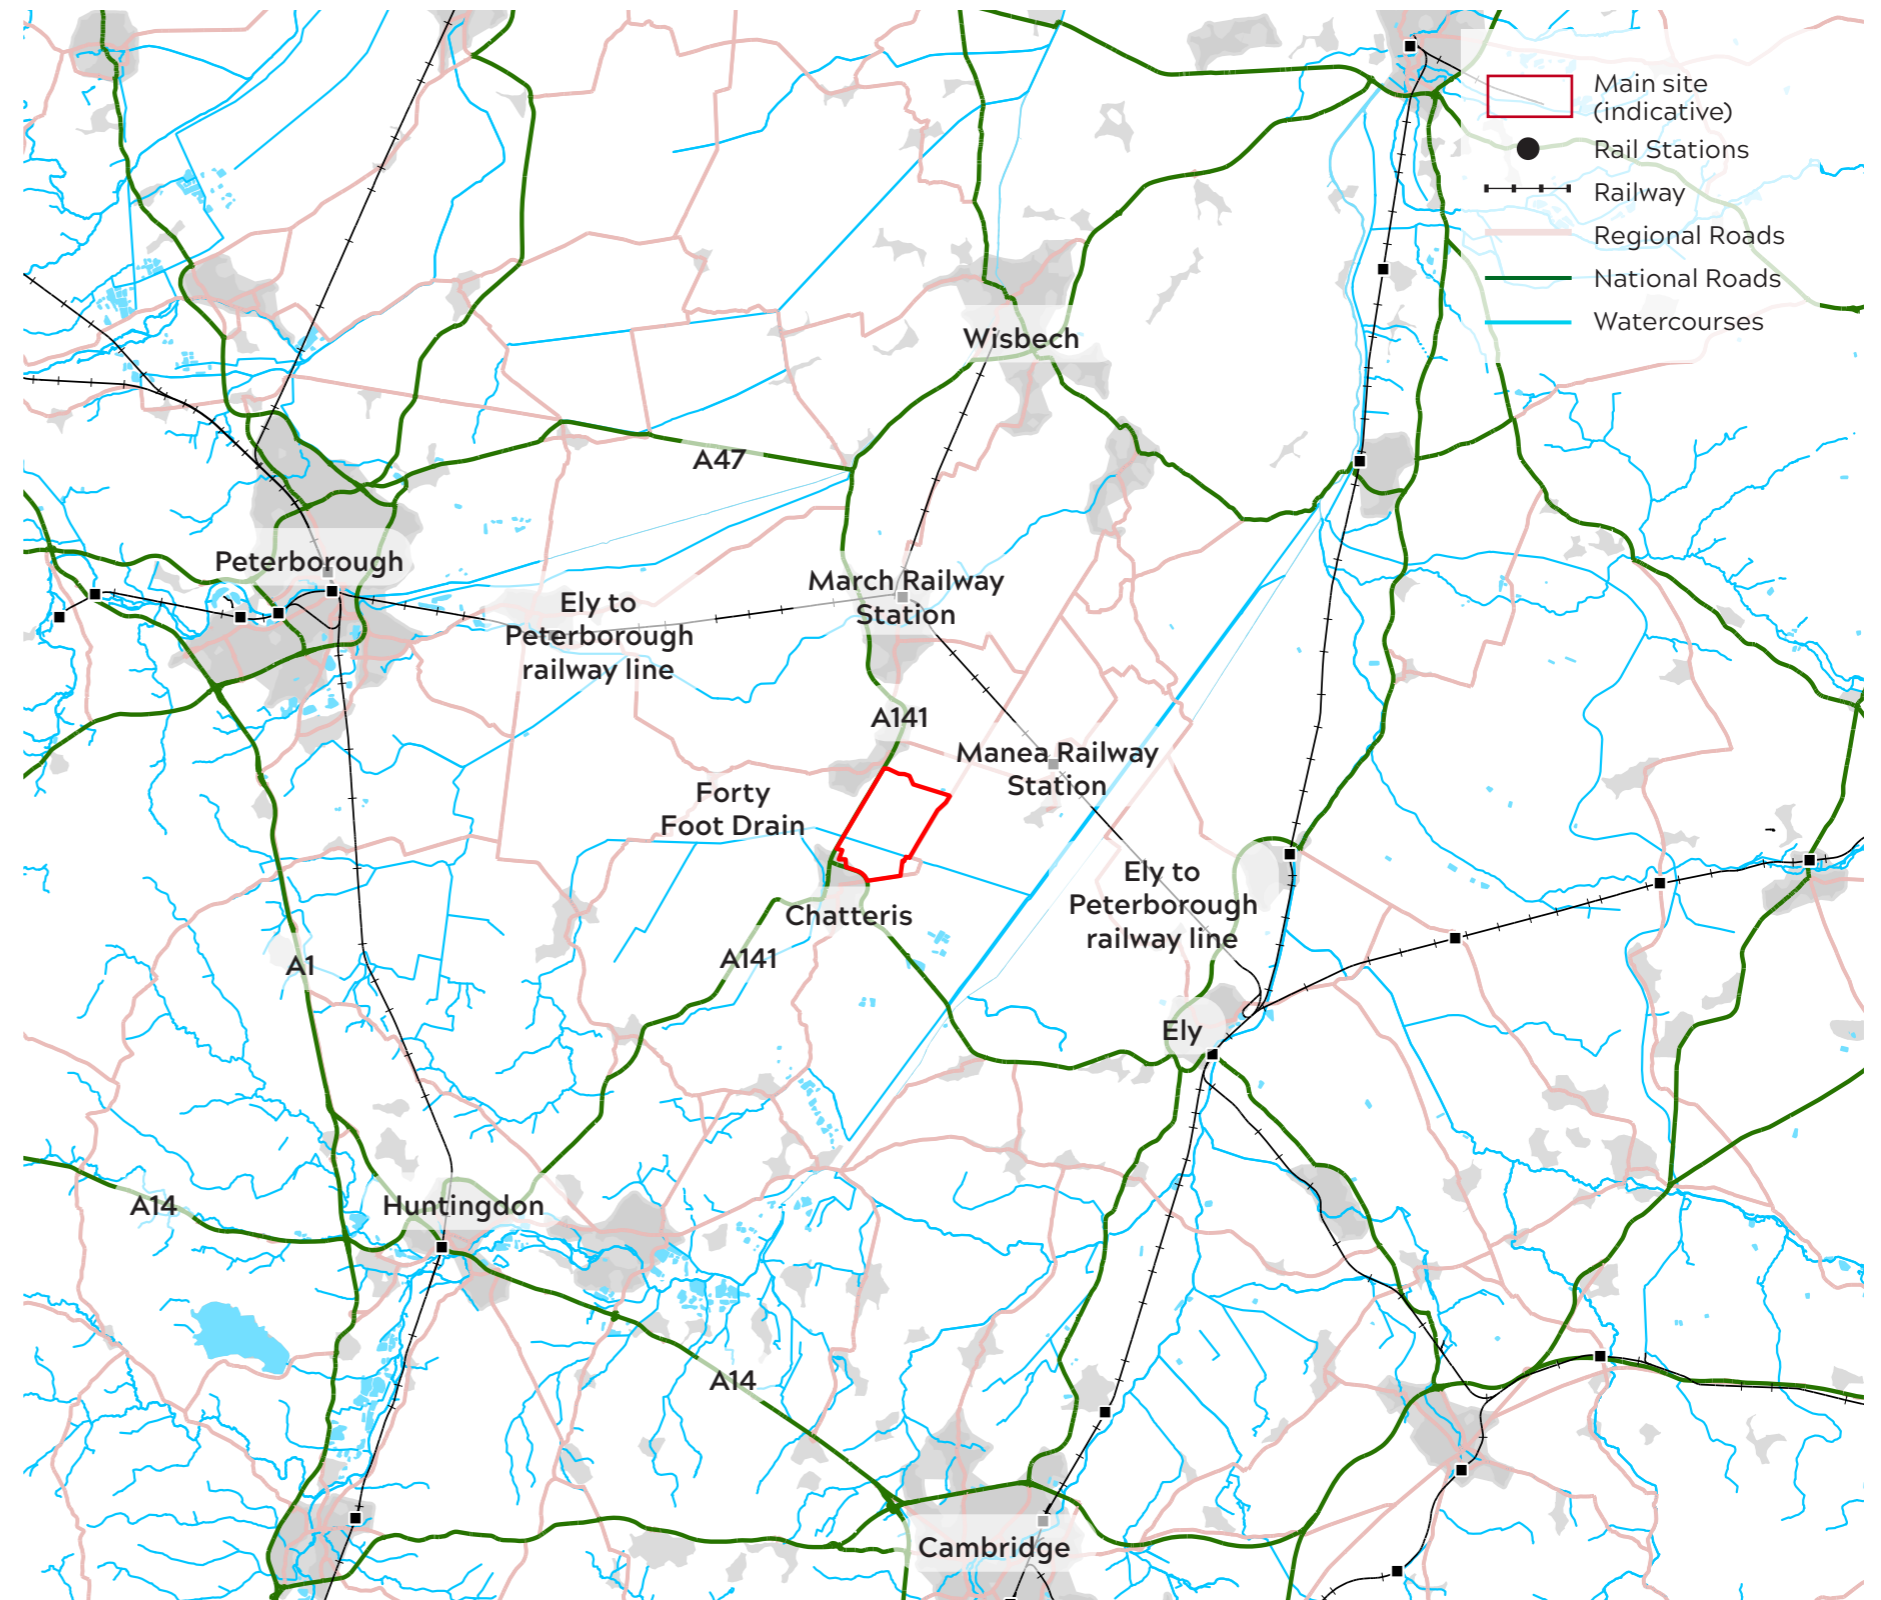 Main site
(indicative)
Rail Stations
Railway
Regional Roads
National Roads
Watercourses
Wisbech
A47
Peterborough
March Railway
Station
Ely to
Peterborough
railway line
A141
Manea Railway
Station
Forty
Foot Drain
Ely to
Peterborough
railway line
Chatteris
A141
A1
Ely
A14
Huntingdon
A14
Cambridge